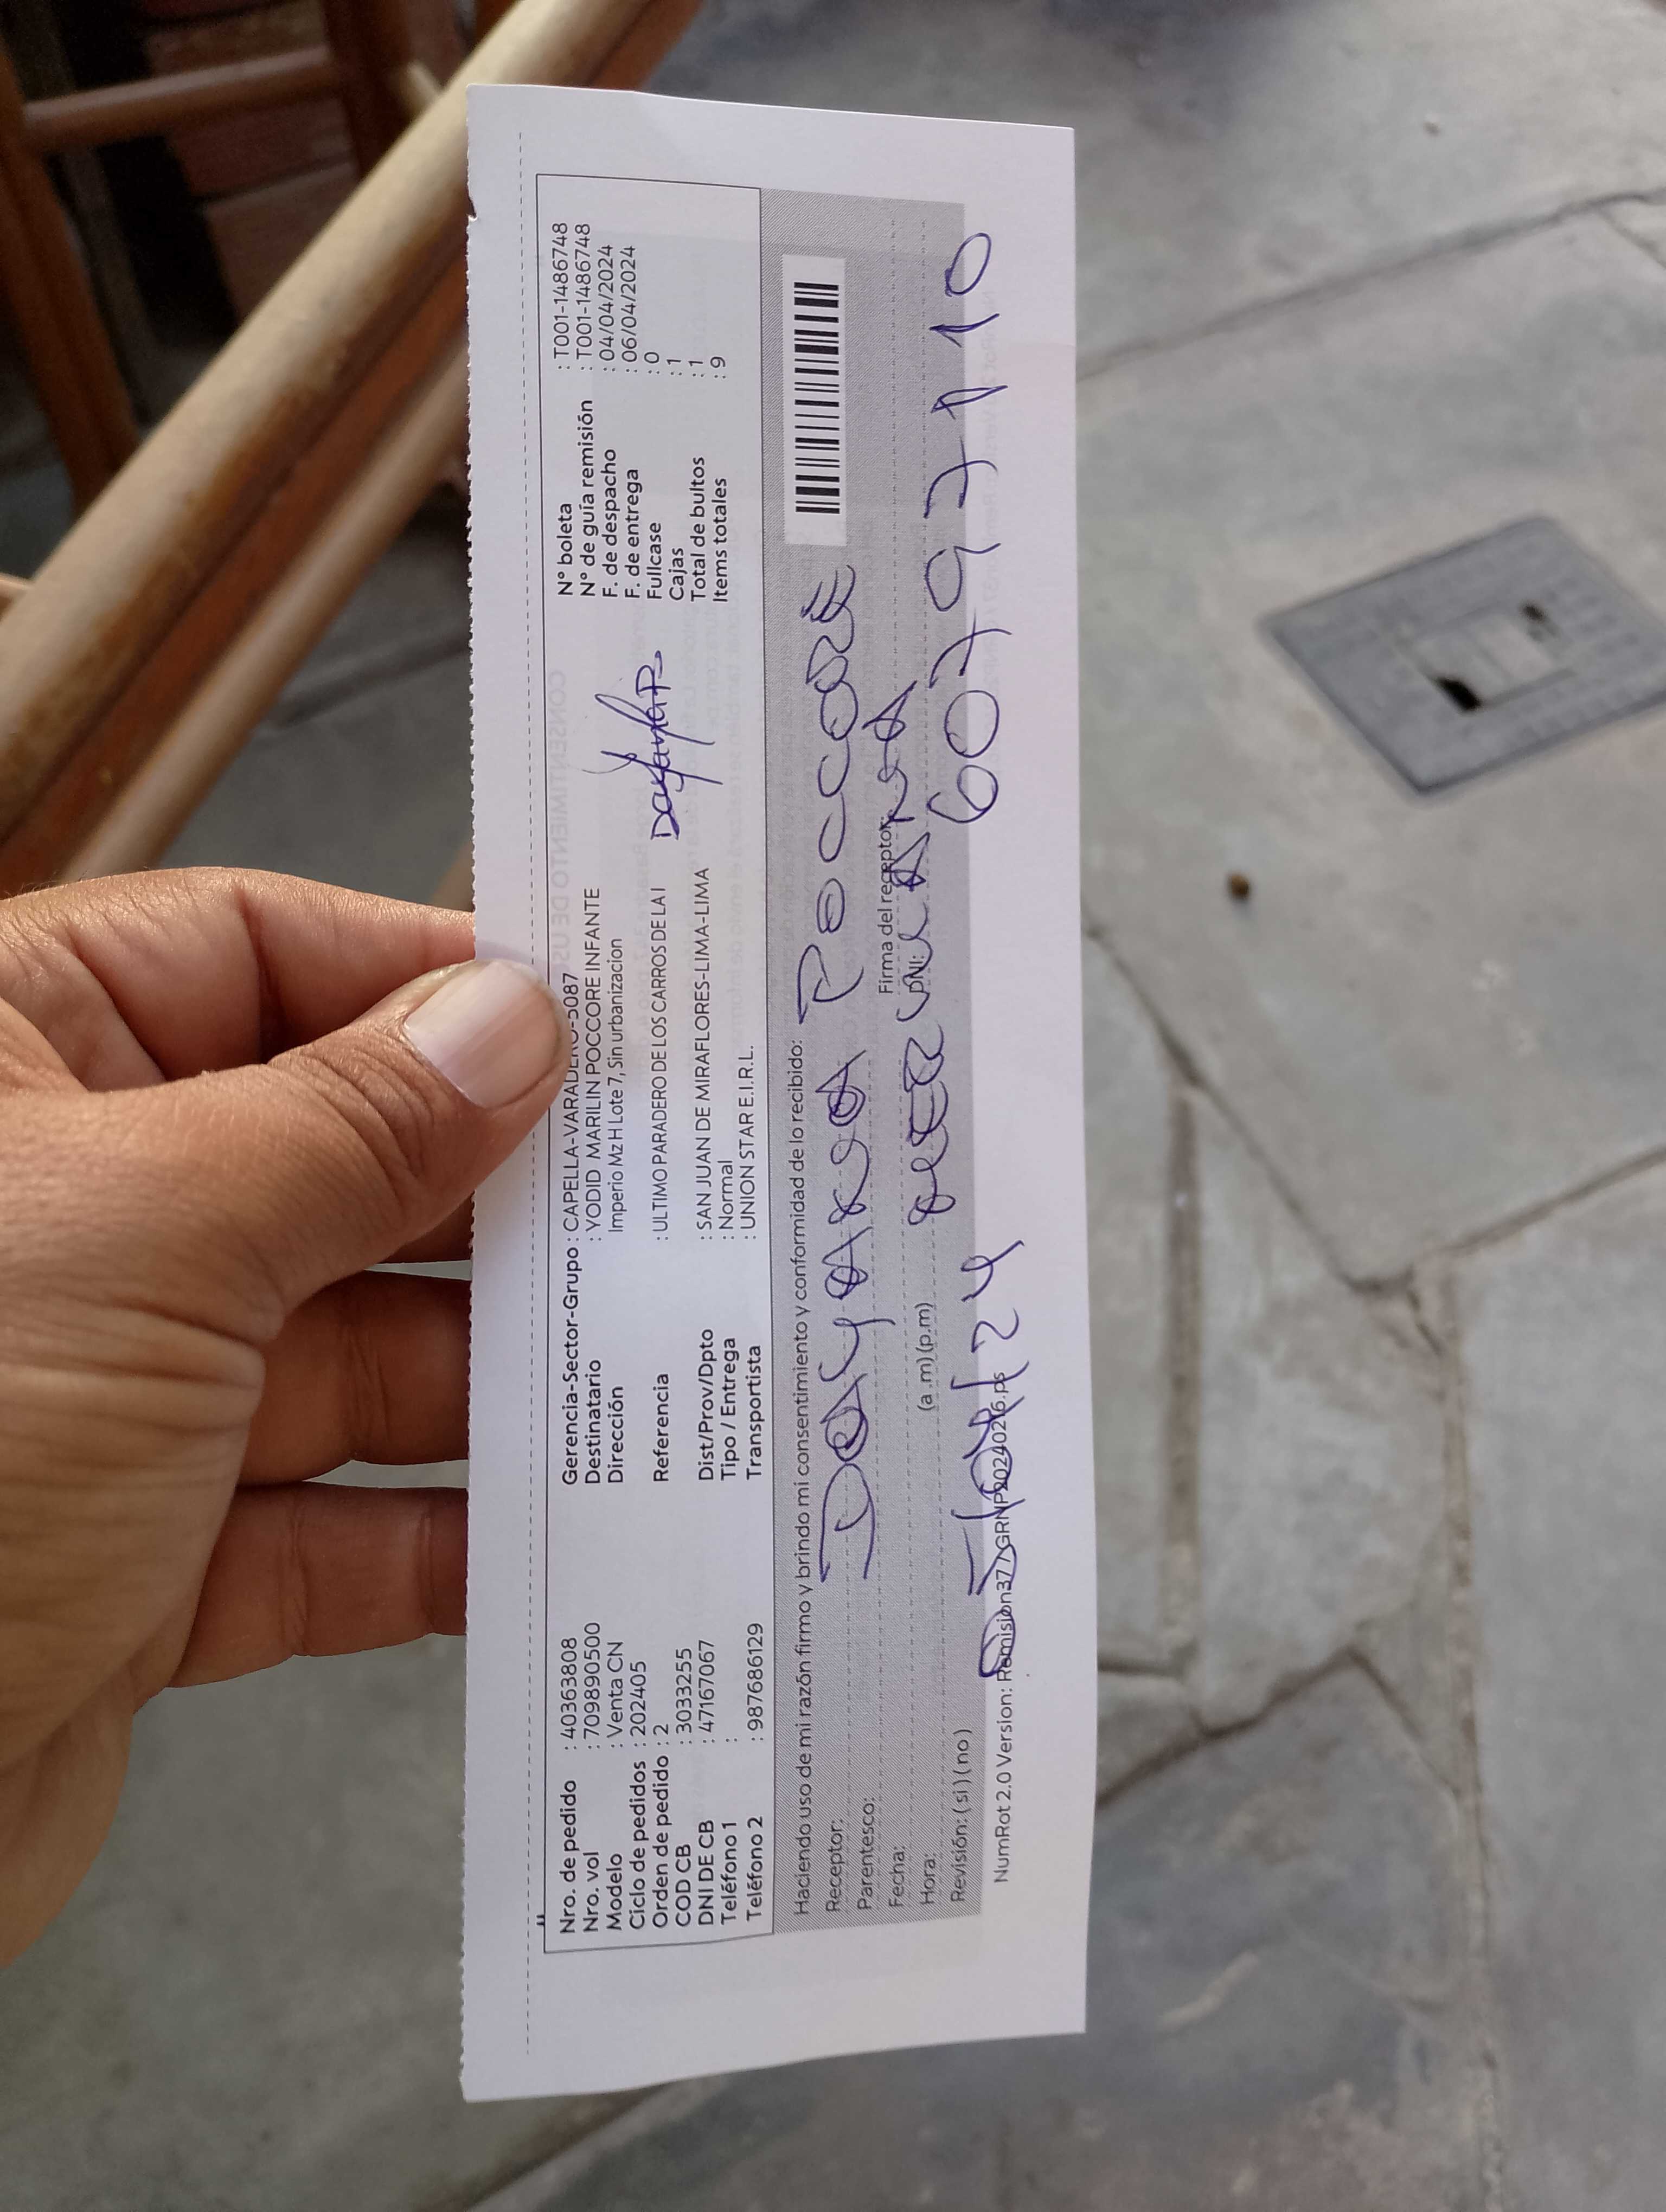 Nro. de pedido : 40363808
Nro. vol : 709890500
Modelo : Venta CN
Ciclo de pedidos : 202405
Orden de pedido : 2
COD CB : 3033255
DNI DE CB : 47167067
Teléfono 1 :
Teléfono 2 : 987686129
Gerencia-Sector-Grupo : CAPELLA-VARADERO-5087
Destinatario : YODID MARILIN POCCORE INFANTE
Dirección Imperio Mz H Lote 7, Sin urbanizacion
Referencia : ULTIMO PARADERO DE LOS CARROS DE LA I
Dist/Prov/Dpto : SAN JUAN DE MIRAFLORES-LIMA-LIMA
Tipo / Entrega : Normal
Transportista : UNION STAR E.I.R.L.
N° boleta : T001-1486748
N° de guía remisión : T001-1486748
F. de despacho : 04/04/2024
F. de entrega : 06/04/2024
Fullcase : 0
Cajas : 1
Total de bultos : 1
Items totales : 9
Haciendo uso de mi razón firmo y brindo mi consentimiento y conformidad de lo recibido:
Receptor: Dayanna Poccore
Parentesco:
Firma del receptor:
Fecha:
Hora: (a .m) (p.m)
DNI: 60797110
Revisión: ( si ) ( no )
/04/24
NumRot 2.0 Version: Remision377GRNP20240216.ps